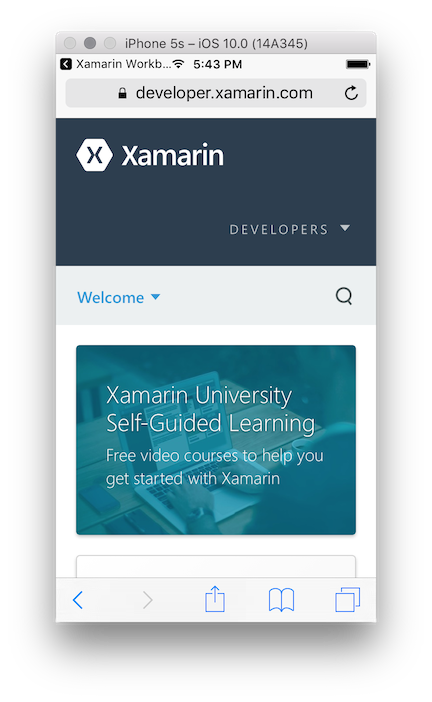 iPhone 5s – iOS 10.0 (14A345)
Xamarin Workb... 5:43 PM
developer.xamarin.com
X Xamarin
DEVELOPERS
Welcome
Xamarin University
Self-Guided Learning
Free video courses to help you
get started with Xamarin